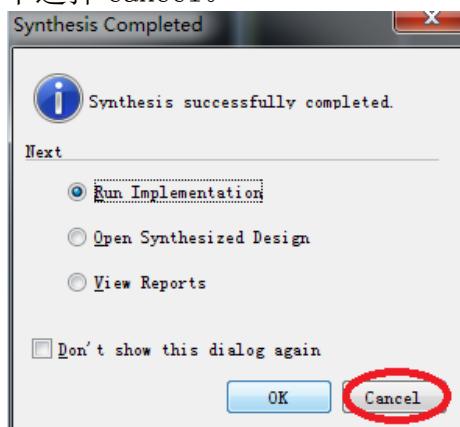 Synthesis Completed
Synthesis successfully completed.
Next
Run Implementation
Open Synthesized Design
View Reports
Don't show this dialog again
OK
Cancel